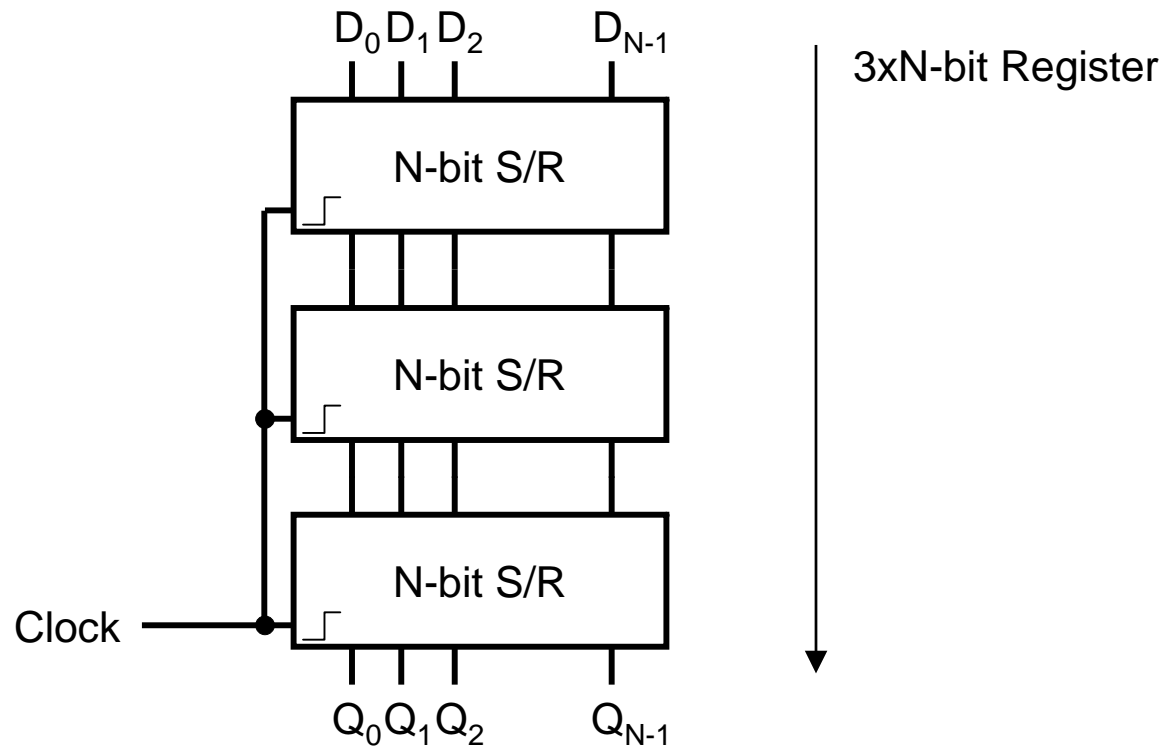 D0 D1 D2 DN-1
3xN-bit Register
N-bit S/R
N-bit S/R
N-bit S/R
Clock
Q0 Q1 Q2 QN-1